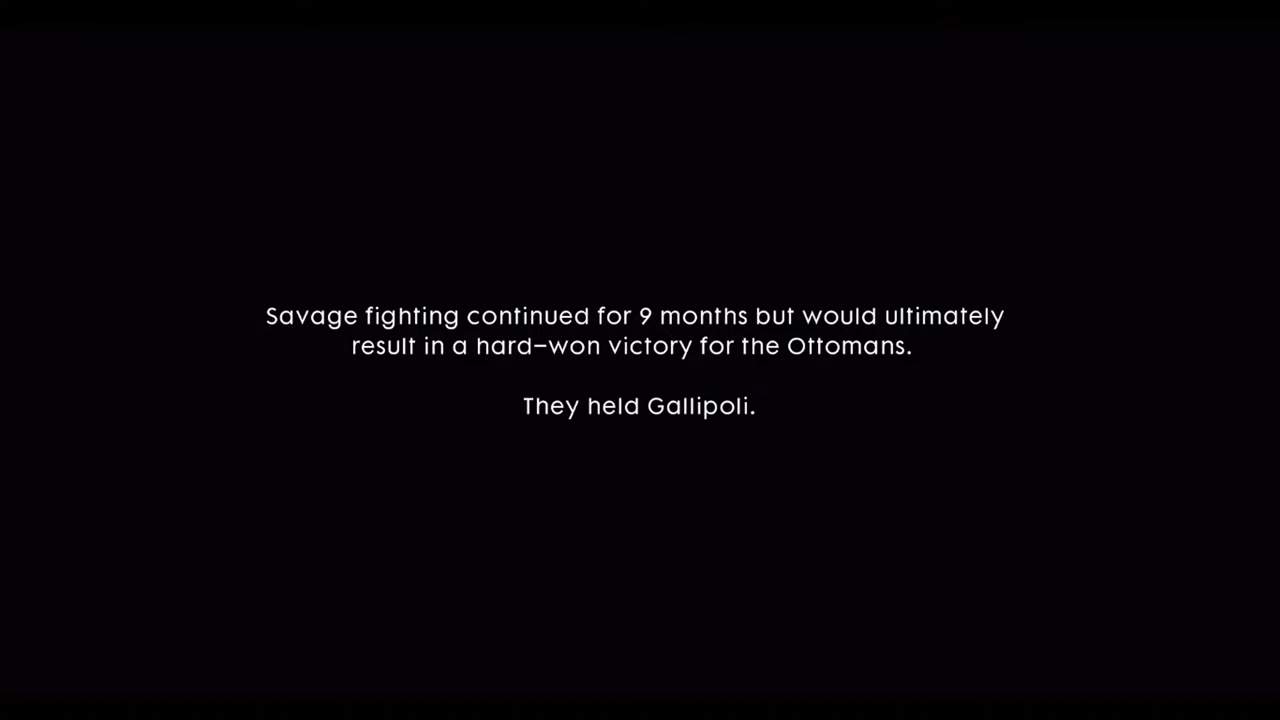 Savage fighting continued for 9 months but would ultimately
result in a hard–won victory for the Ottomans.
They held Gallipoli.